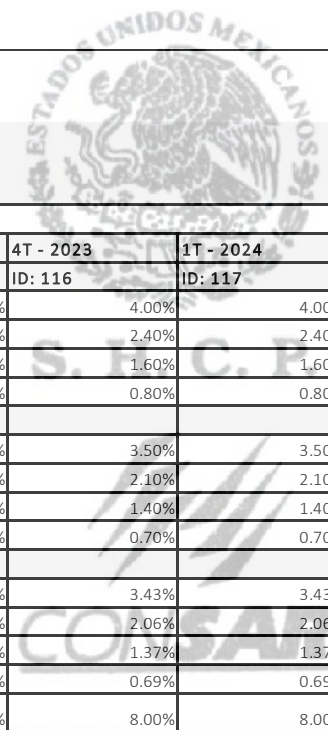 ESTADOS UNIDOS MEXICANOS
4T - 2023 1T - 2024
ID: 116 ID: 117
% 4.00% 4.00
% 2.40% 2.40
% 1.60% 1.60
S. H. C. P.
% 0.80% 0.80
% 3.50% 3.50
% 2.10% 2.10
% 1.40% 1.40
% 0.70% 0.70
% 3.43% 3.43
% 2.06% 2.06
% 1.37% 1.37
CONSAR
% 0.69% 0.69
% 8.00% 8.00